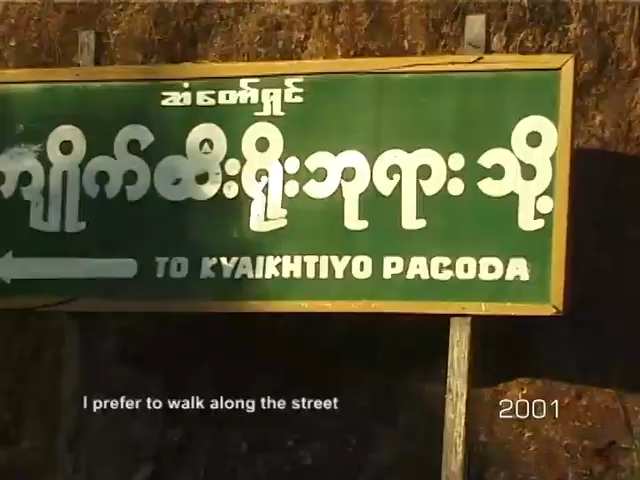 ဆံတော်ရှင်
ကျိုက်ထီးရိုးဘုရား သို့
TO KYAIKHTIYO PAGODA
I prefer to walk along the street
2001